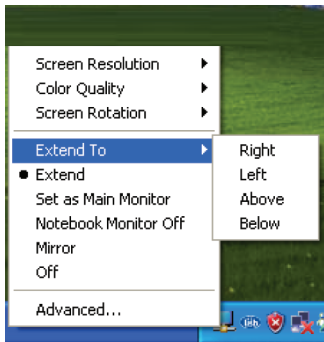 Screen Resolution
Color Quality
Screen Rotation
Extend To
Right
Extend
Left
Set as Main Monitor
Above
Notebook Monitor Off
Below
Mirror
Off
Advanced...